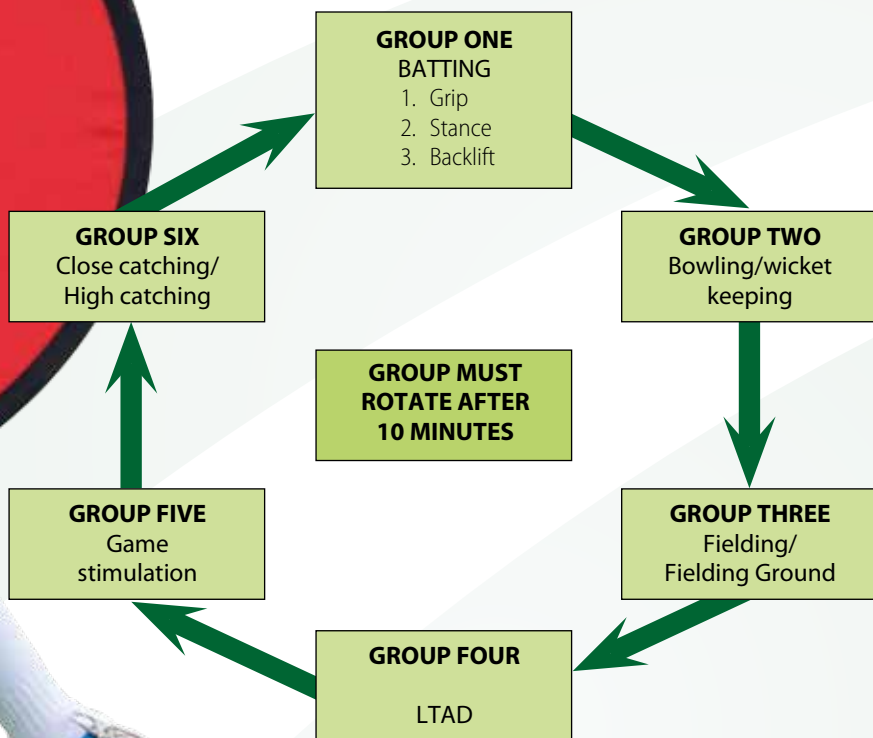 GROUP ONE
BATTING
1. Grip
2. Stance
3. Backlift
GROUP TWO
Bowling/wicket
keeping
GROUP THREE
Fielding/
Fielding Ground
GROUP FOUR
LTAD
GROUP FIVE
Game
stimulation
GROUP SIX
Close catching/
High catching
GROUP MUST
ROTATE AFTER
10 MINUTES